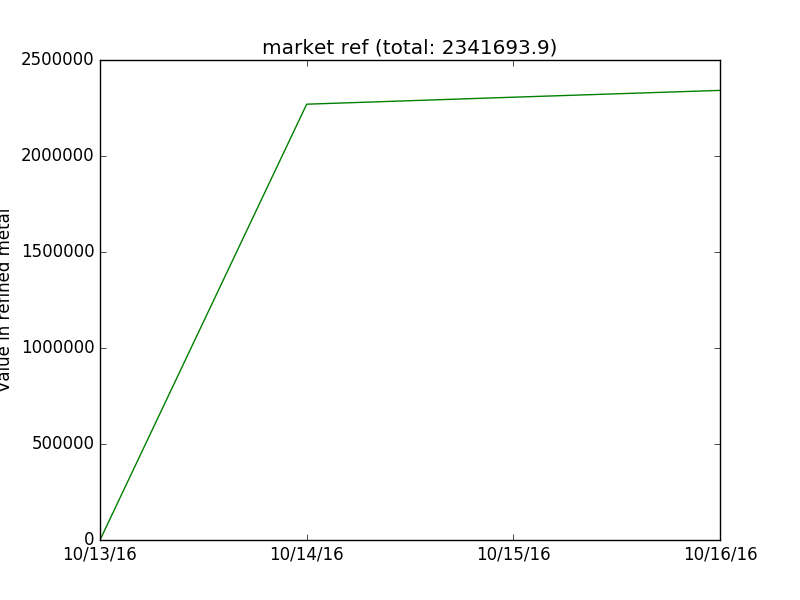 market ref (total: 2341693.9)
2500000
2000000
1500000
1000000
500000
0
value in refined metal
10/13/16 10/14/16 10/15/16 10/16/16